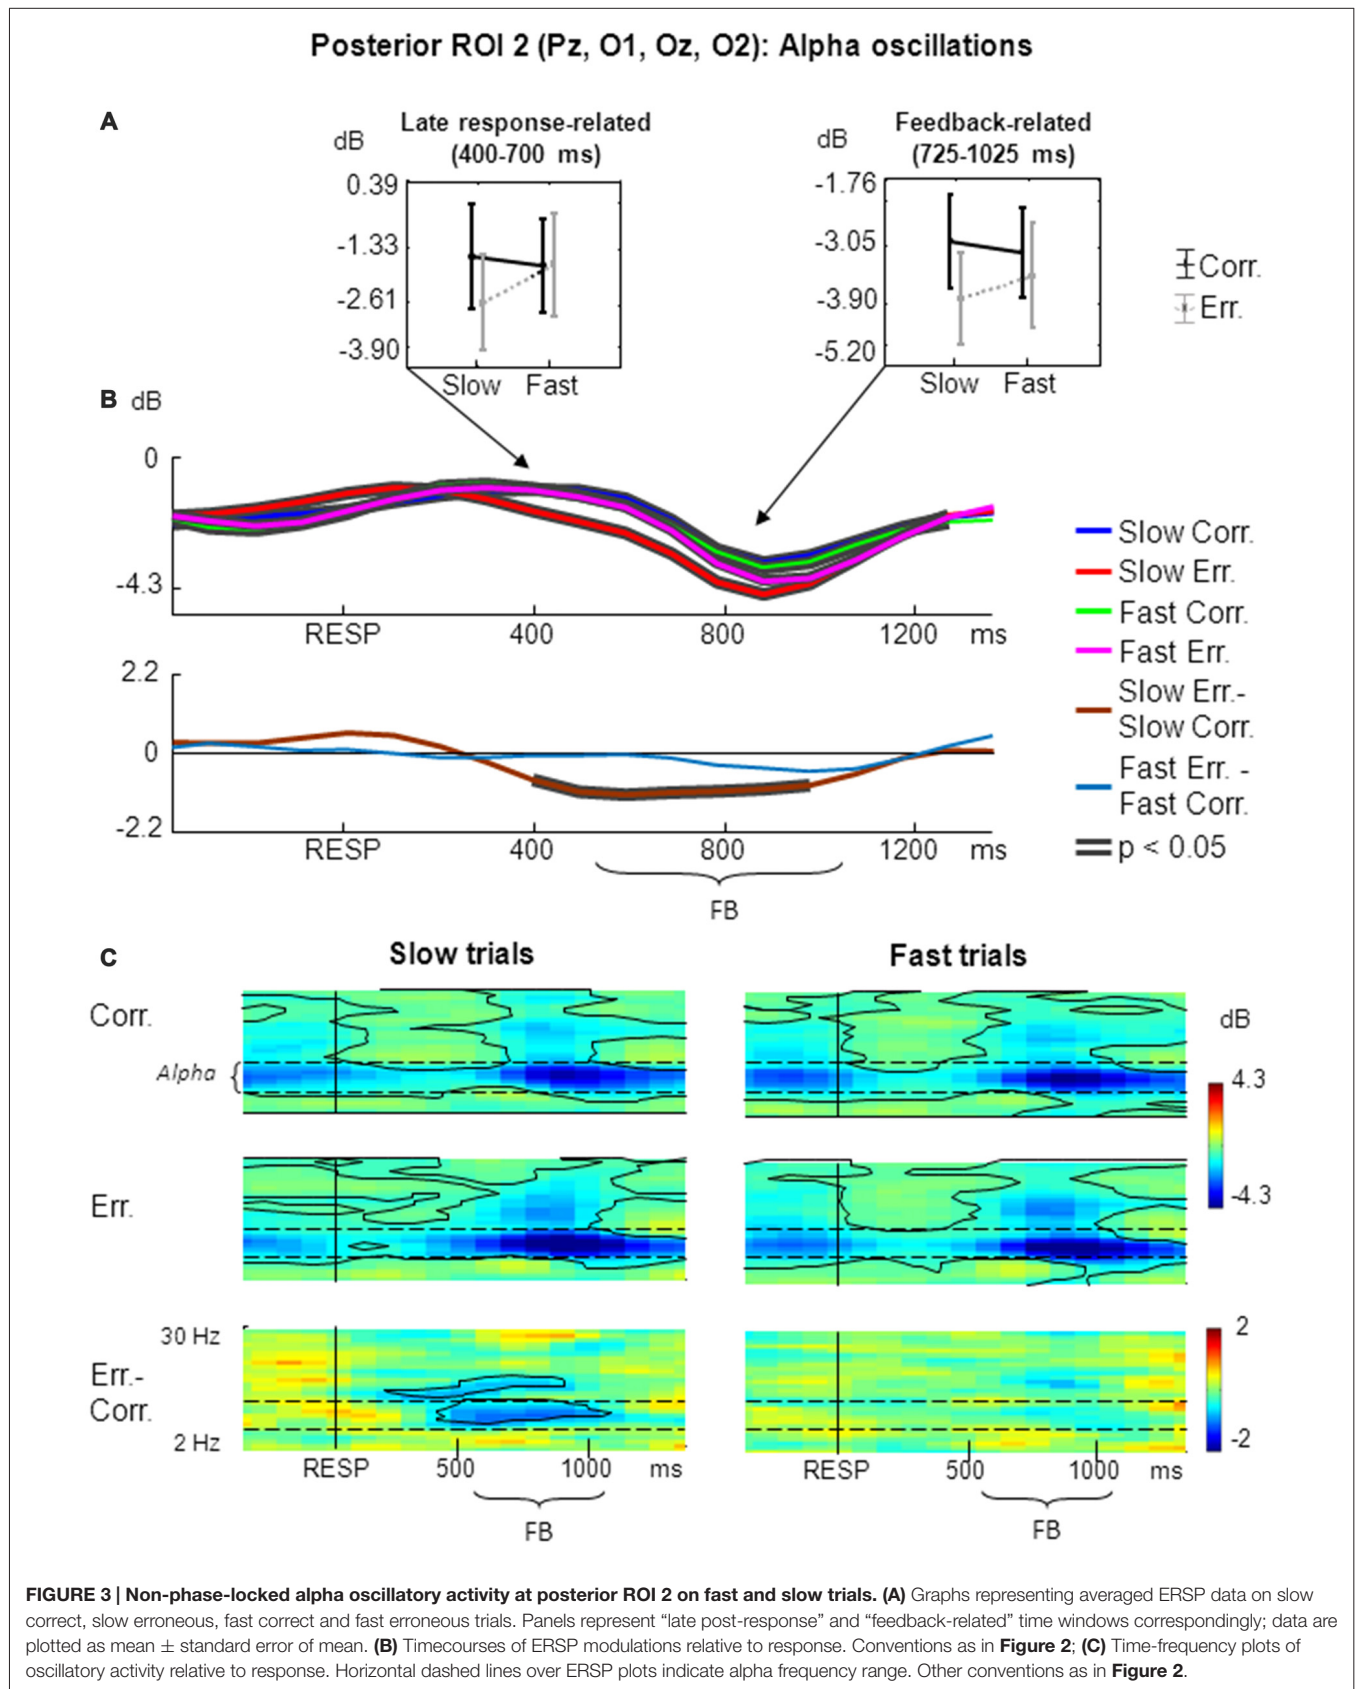 Posterior ROI 2 (Pz, O1, Oz, O2): Alpha oscillations
A
dB
Late response-related
(400-700 ms)
0.39
-1.33
-2.61
-3.90
Slow Fast
dB
Feedback-related
(725-1025 ms)
-1.76
-3.05
-3.90
-5.20
Slow Fast
Corr.
Err.
B
dB
0
-4.3
RESP 400 800 1200 ms
2.2
0
-2.2
RESP 400 800 1200 ms
FB
Slow Corr.
Slow Err.
Fast Corr.
Fast Err.
Slow Err.-
Slow Corr.
Fast Err. -
Fast Corr.
p < 0.05
C
Slow trials
Fast trials
Corr.
Alpha
dB
4.3
-4.3
Err.
30 Hz
Err.-
Corr.
2 Hz
2
-2
RESP 500 1000 ms
FB
RESP 500 1000 ms
FB
FIGURE 3 | Non-phase-locked alpha oscillatory activity at posterior ROI 2 on fast and slow trials. (A) Graphs representing averaged ERSP data on slow
correct, slow erroneous, fast correct and fast erroneous trials. Panels represent “late post-response” and “feedback-related” time windows correspondingly; data are
plotted as mean ± standard error of mean. (B) Timecourses of ERSP modulations relative to response. Conventions as in Figure 2; (C) Time-frequency plots of
oscillatory activity relative to response. Horizontal dashed lines over ERSP plots indicate alpha frequency range. Other conventions as in Figure 2.